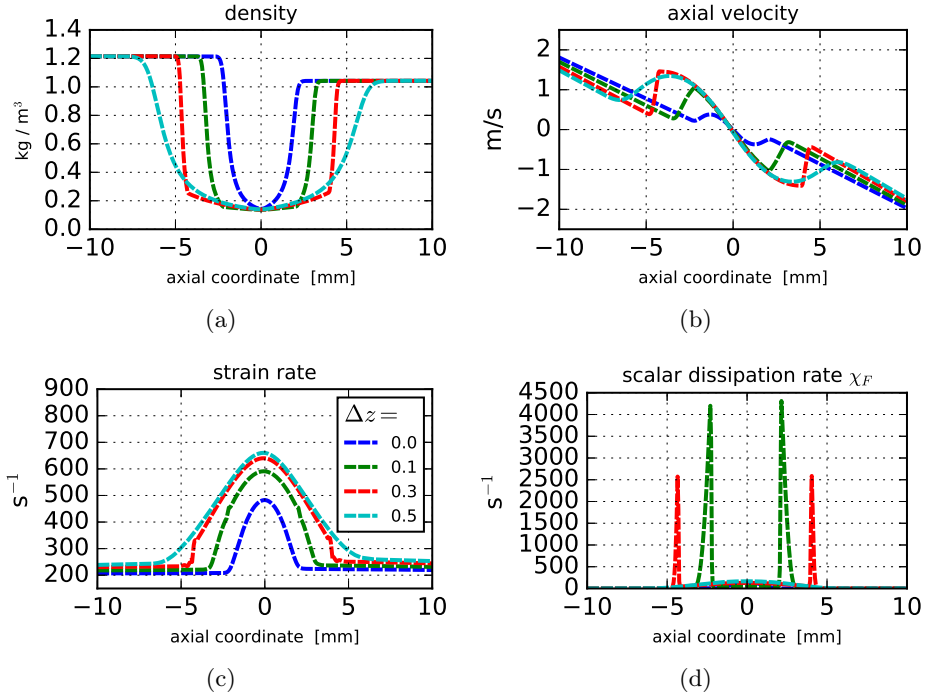 density
kg / m³
1.4
1.2
1.0
0.8
0.6
0.4
0.2
0.0
−10 −5 0 5 10
axial coordinate [mm]
(a)
axial velocity
m/s
2
1
0
−1
−2
−10 −5 0 5 10
axial coordinate [mm]
(b)
strain rate
s⁻¹
900
800
700
600
500
400
300
200
Δz =
0.0
0.1
0.3
0.5
−10 −5 0 5 10
axial coordinate [mm]
(c)
scalar dissipation rate χF
s⁻¹
4500
4000
3500
3000
2500
2000
1500
1000
500
0
−10 −5 0 5 10
axial coordinate [mm]
(d)